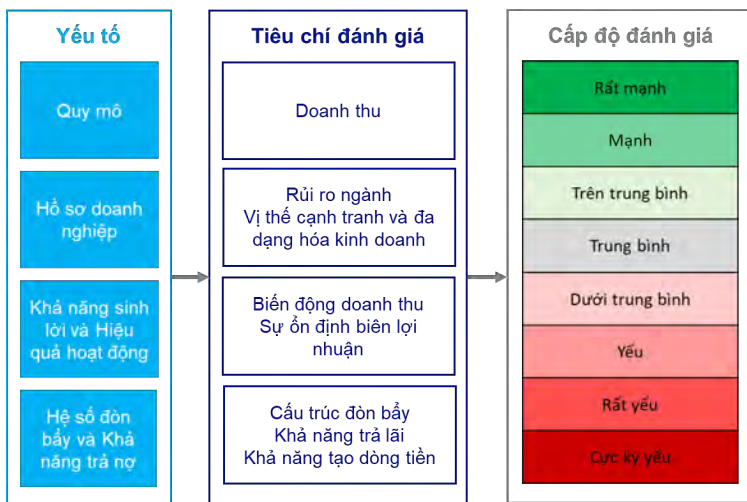 Yếu tố
Quy mô
Hồ sơ doanh
nghiệp
Khả năng sinh
lời và Hiệu
quả hoạt động
Hệ số đòn
bẩy và Khả
năng trả nợ
Tiêu chí đánh giá
Doanh thu
Rủi ro ngành
Vị thế cạnh tranh và đa
dạng hóa kinh doanh
Biến động doanh thu
Sự ổn định biên lợi
nhuận
Cấu trúc đòn bẩy
Khả năng trả lãi
Khả năng tạo dòng tiền
Cấp độ đánh giá
Rất mạnh
Mạnh
Trên trung bình
Trung bình
Dưới trung bình
Yếu
Rất yếu
Cực kỳ yếu